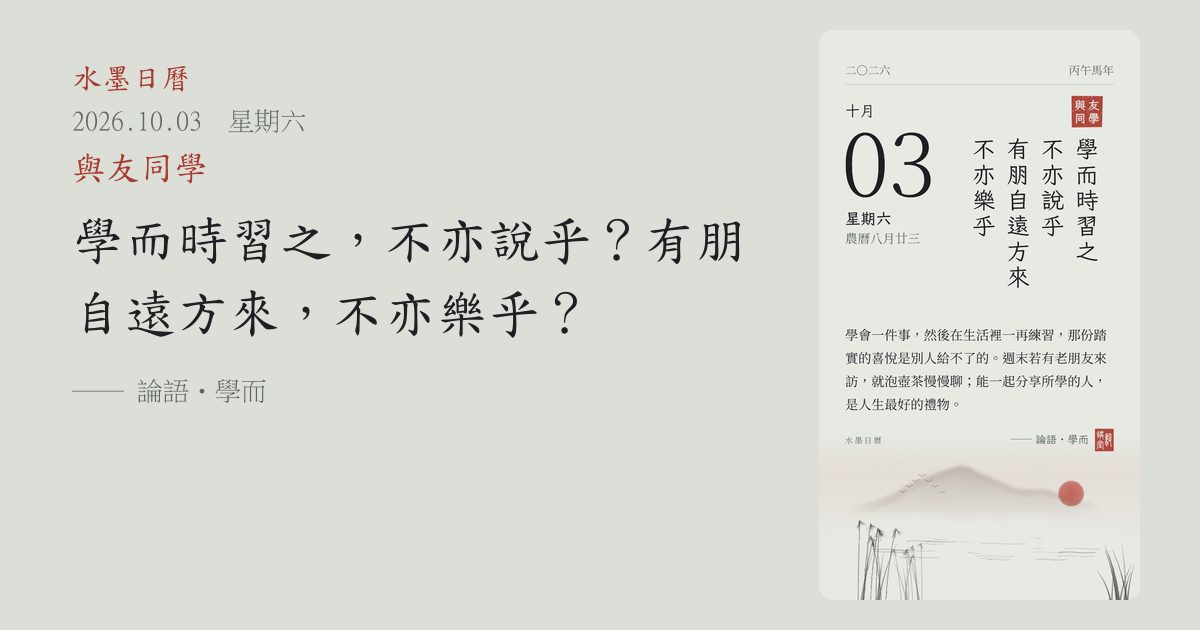 水墨日曆
2026.10.03 星期六
與友同學
學而時習之，不亦說乎？有朋
自遠方來，不亦樂乎？
—— 論語・學而
二〇二六
丙午馬年
十月
03
星期六
農曆八月廿三
與友同學
學而時習之
不亦說乎
有朋自遠方來
不亦樂乎
學會一件事，然後在生活裡一再練習，那份踏
實的喜悅是別人給不了的。週末若有老朋友來
訪，就泡壺茶慢慢聊；能一起分享所學的人，
是人生最好的禮物。
水墨日曆
—— 論語・學而